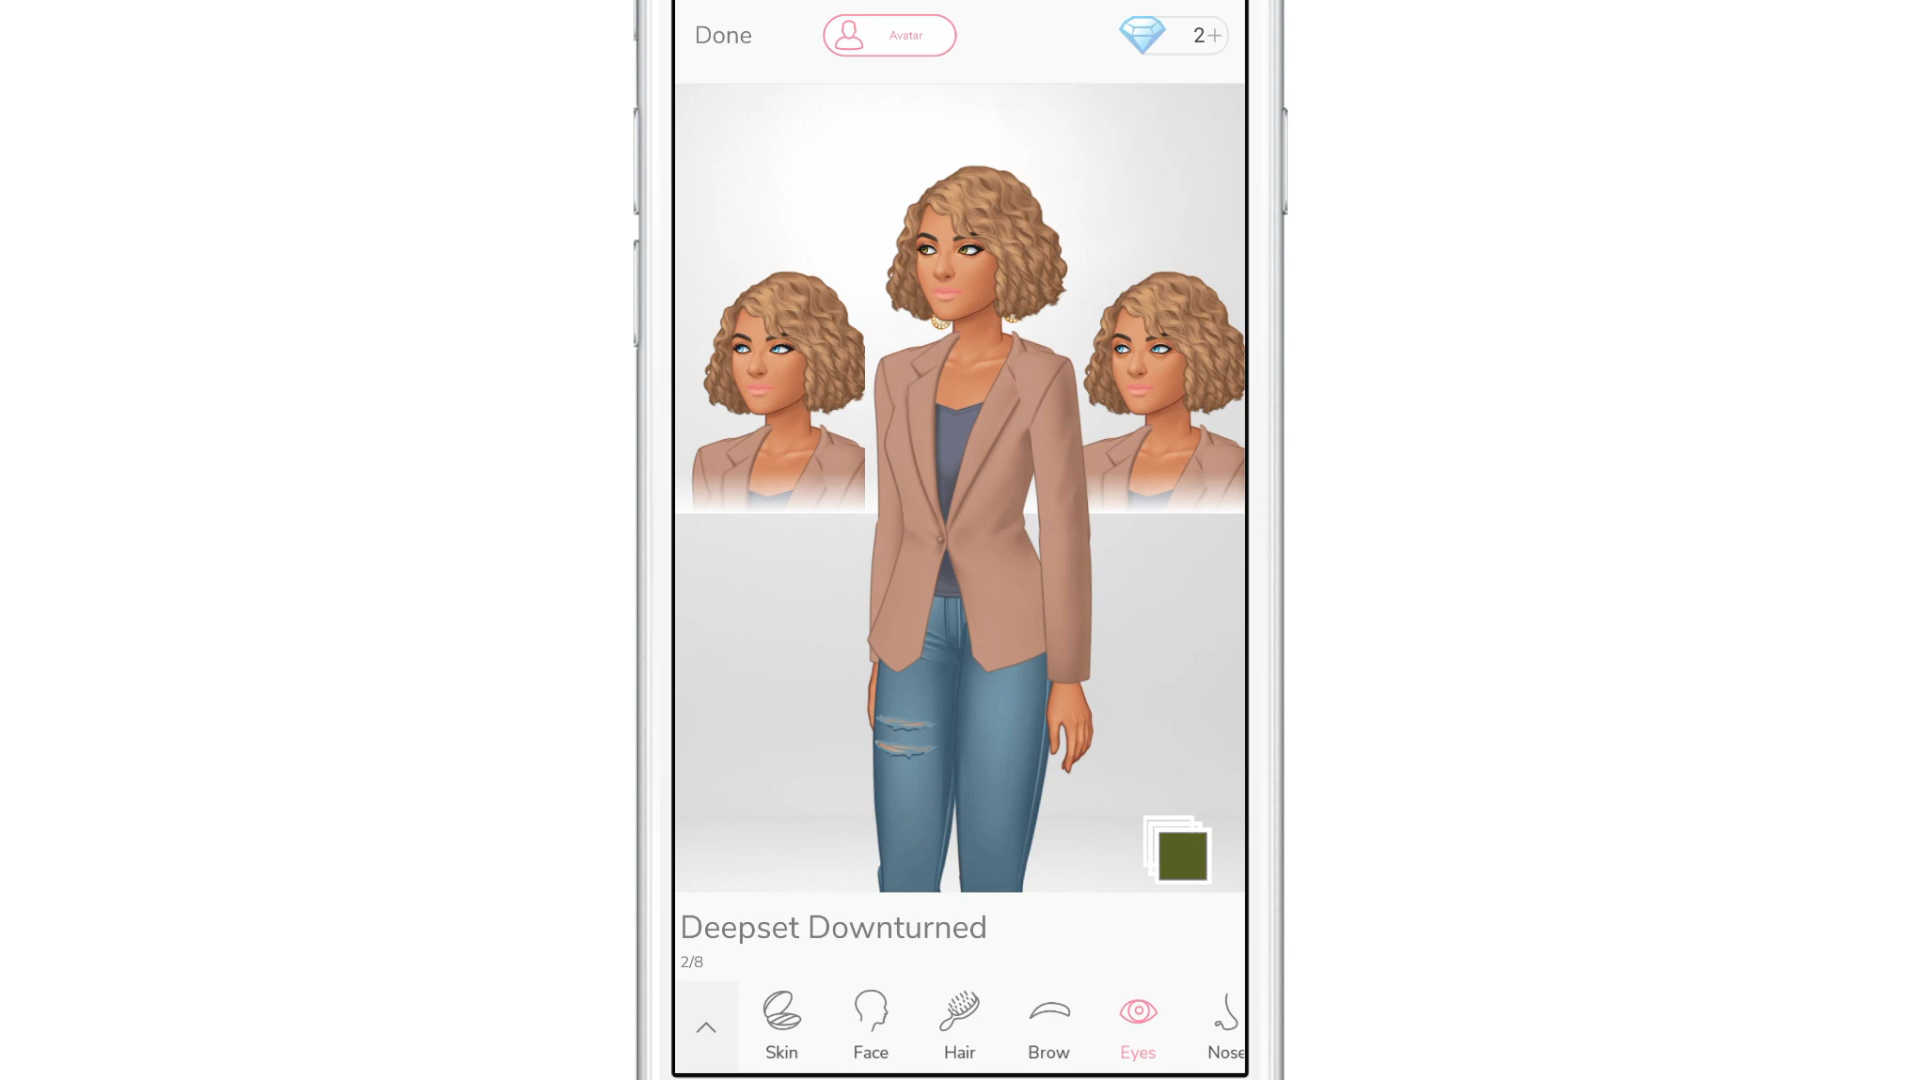 Done
Avatar
2+
Deepset Downturned
2/8
Skin
Face
Hair
Brow
Eyes
Nose